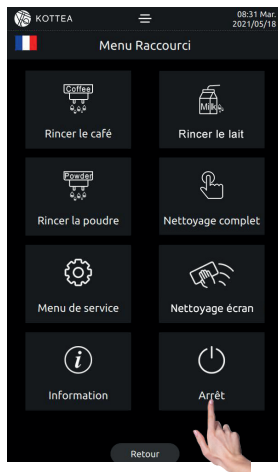 KOTTEA
08:31 Mar.
2021/05/18
Menu Raccourci
Coffee
Milk
Rincer le café
Rincer le lait
Powder
Rincer la poudre
Nettoyage complet
Menu de service
Nettoyage écran
i
Information
Arrêt
Retour